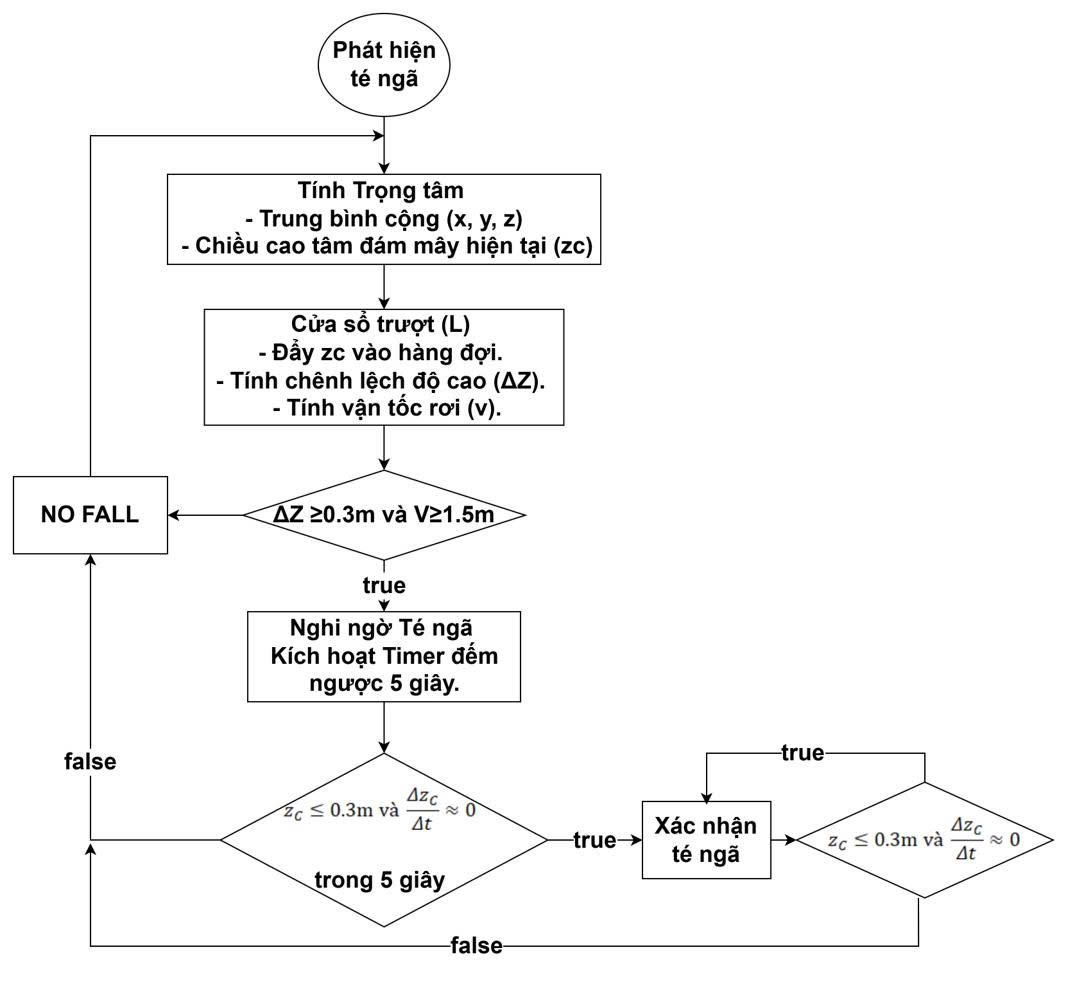 Phát hiện
té ngã
Tính Trọng tâm
- Trung bình cộng (x, y, z)
- Chiều cao tâm đám mây hiện tại (zc)
Cửa sổ trượt (L)
- Đẩy zc vào hàng đợi.
- Tính chênh lệch độ cao (ΔZ).
- Tính vận tốc rơi (v).
NO FALL
ΔZ ≥0.3m và V≥1.5m
true
Nghi ngờ Té ngã
Kích hoạt Timer đếm
ngược 5 giây.
false
z_C ≤ 0.3m và Δz_C/Δt ≈ 0
trong 5 giây
true
Xác nhận
té ngã
true
z_C ≤ 0.3m và Δz_C/Δt ≈ 0
false